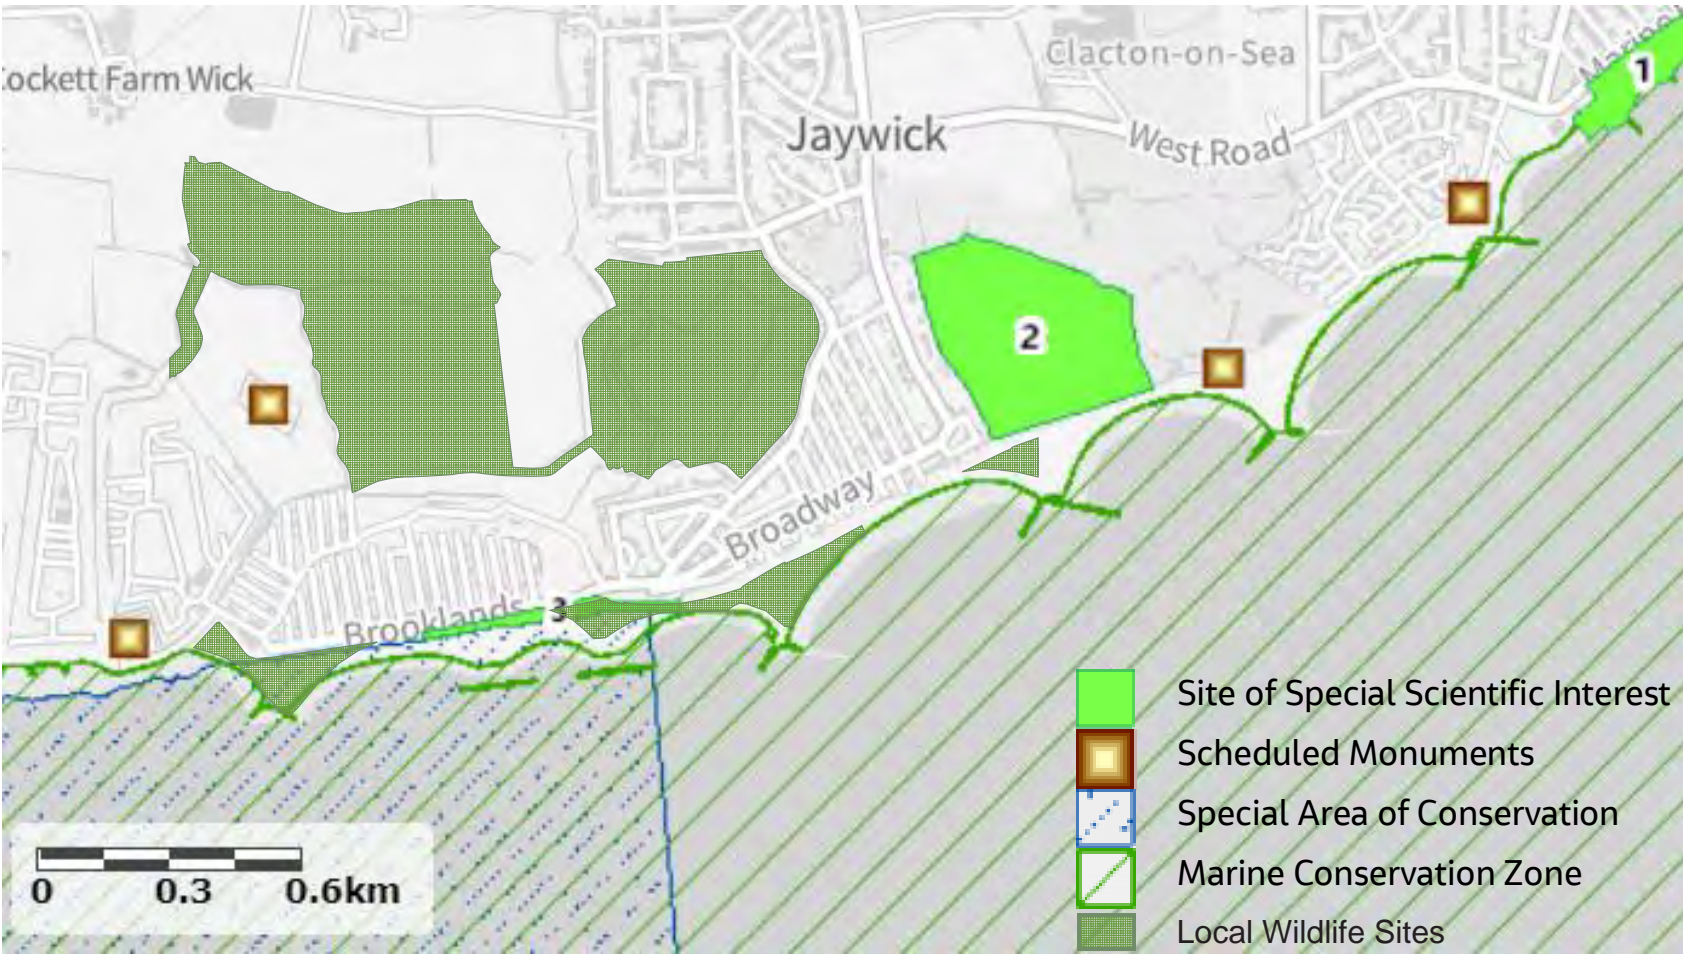 Clacton-on-Sea
Marine
1
ockett Farm Wick
Jaywick
West Road
2
Broadway
3
Brooklands
Site of Special Scientific Interest
Scheduled Monuments
Special Area of Conservation
Marine Conservation Zone
Local Wildlife Sites
0 0.3 0.6km